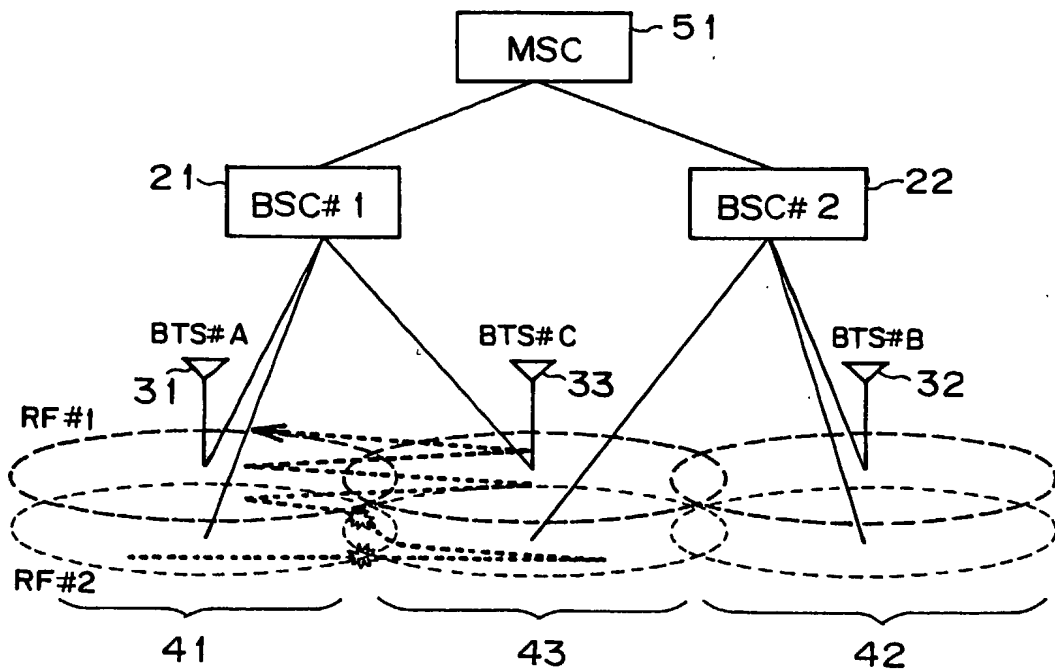 51
MSC
21
BSC# 1
BSC# 2
22
BTS#A
BTS#C
BTS#B
31
33
32
RF#1
RF#2
41
43
42